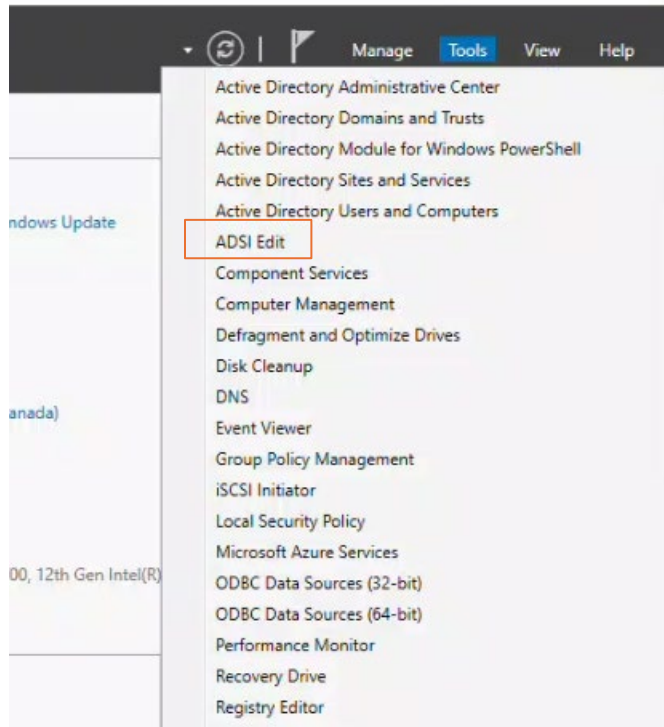 Manage Tools View Help
Active Directory Administrative Center
Active Directory Domains and Trusts
Active Directory Module for Windows PowerShell
Active Directory Sites and Services
Active Directory Users and Computers
ndows Update
ADSI Edit
Component Services
Computer Management
Defragment and Optimize Drives
Disk Cleanup
DNS
anada)
Event Viewer
Group Policy Management
iSCSI Initiator
Local Security Policy
Microsoft Azure Services
00, 12th Gen Intel(R)
ODBC Data Sources (32-bit)
ODBC Data Sources (64-bit)
Performance Monitor
Recovery Drive
Registry Editor